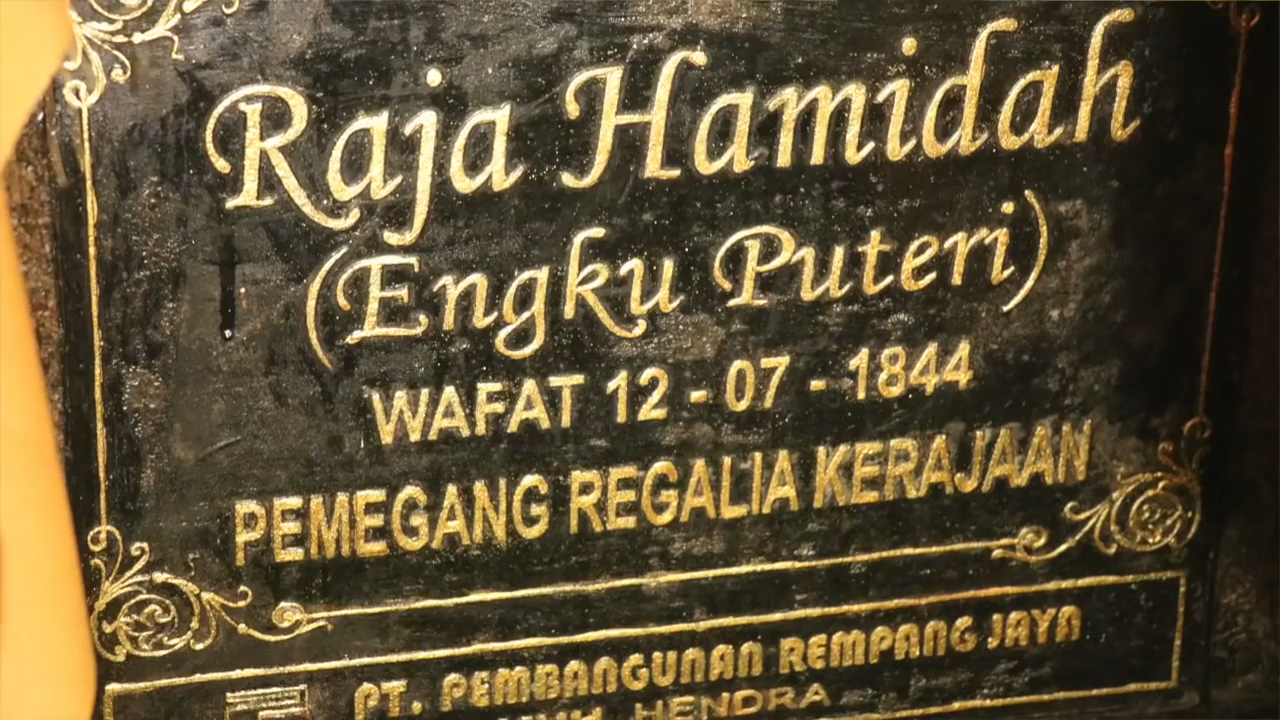 Raja Hamidah
(Engku Puteri)
WAFAT 12 - 07 - 1844
PEMEGANG REGALIA KERAJAAN
PT. PEMBANGUNAN REMPANG JAYA
HENDRA